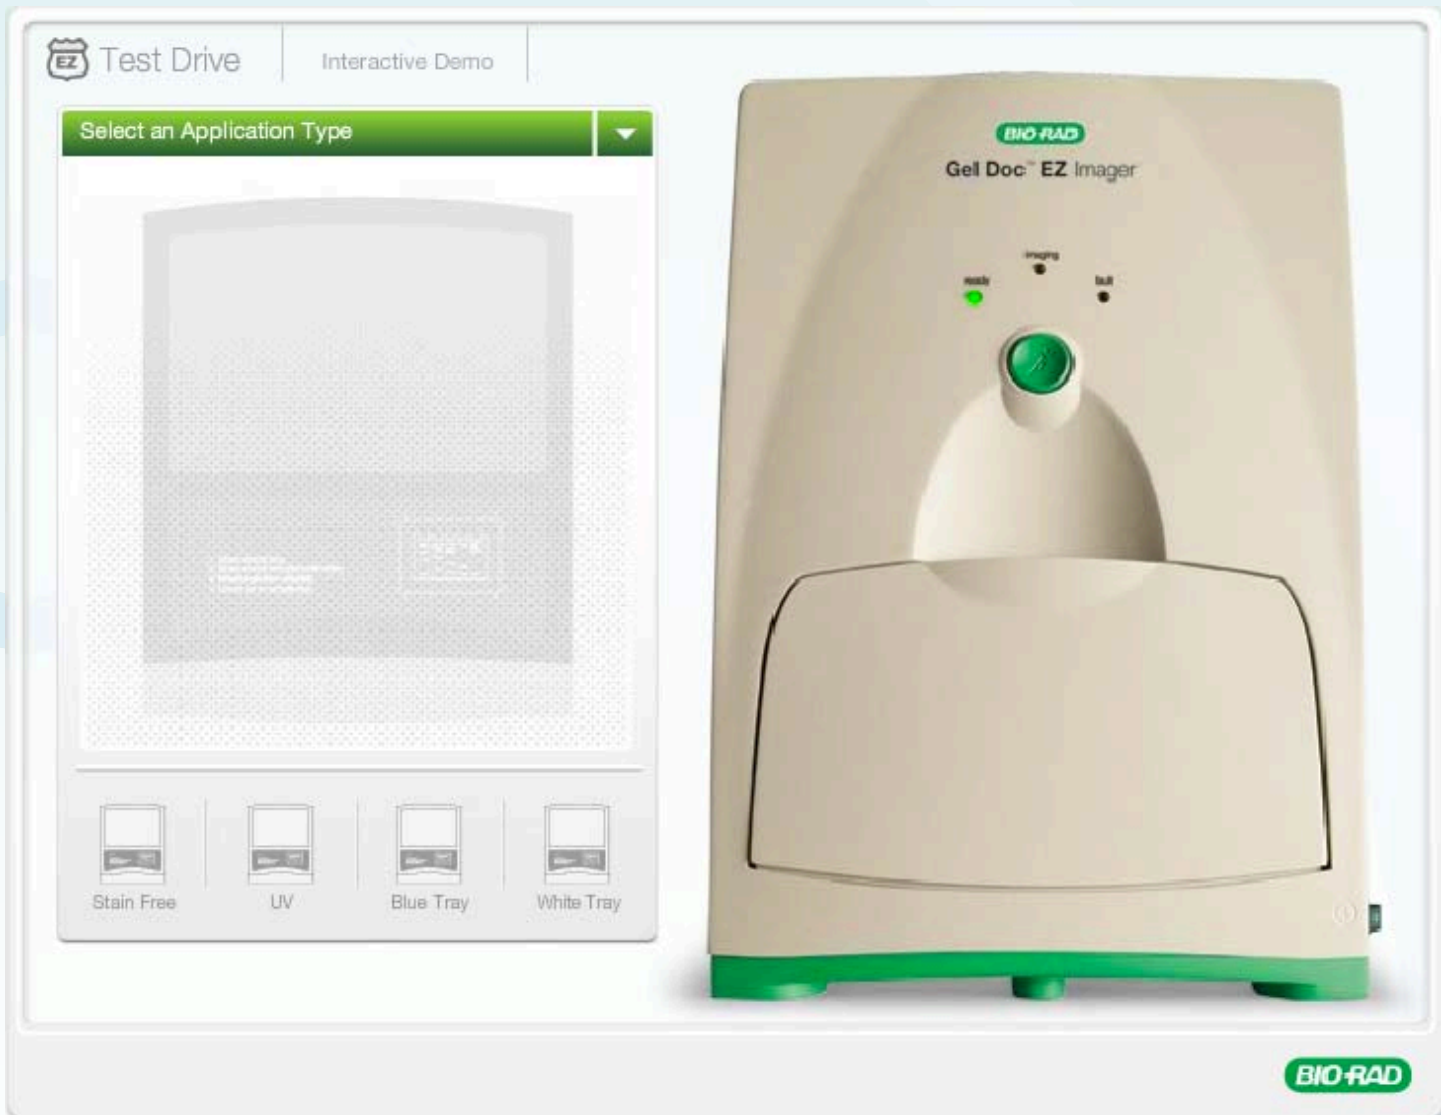 EZ Test Drive
Interactive Demo
Select an Application Type
Stain Free
UV
Blue Tray
White Tray
BIO-RAD
Gell Doc™ EZ Imager
imaging
ready
fault
BIO-RAD